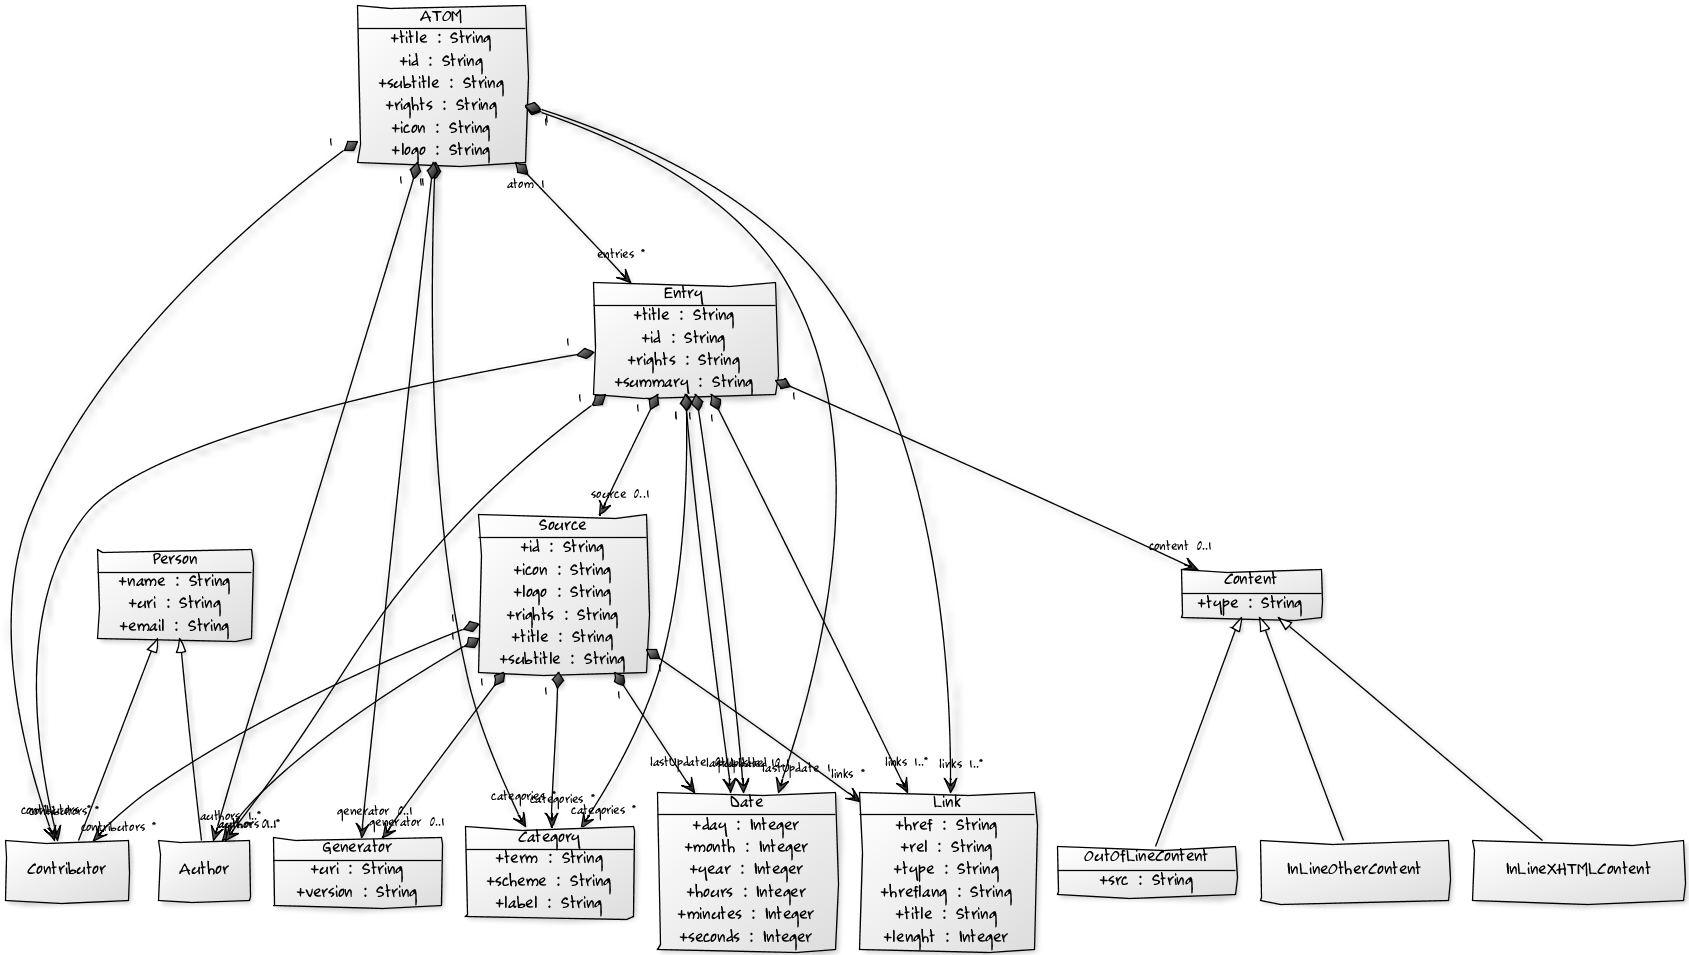 ATOM
+title : String
+id : String
+subtitle : String
+rights : String
+icon : String
+logo : String
1
1
1
atom 1
entries *
Entry
+title : String
+id : String
+rights : String
+summary : String
1
1
1
1
1
1
source 0..1
Source
+id : String
+icon : String
+logo : String
+rights : String
+title : String
+subtitle : String
1
1
1
content 0..1
Content
+type : String
Person
+name : String
+uri : String
+email : String
lastUpdate
lastUpdate 1
links *
links 1..*
links 1..*
contributors *
authors 1..*
authors 0..1*
generator 0..1
generator 0..1
categories *
categories *
categories *
Contributor
Author
Generator
+uri : String
+version : String
Category
+term : String
+scheme : String
+label : String
Date
+day : Integer
+month : Integer
+year : Integer
+hours : Integer
+minutes : Integer
+seconds : Integer
Link
+href : String
+rel : String
+type : String
+hreflang : String
+title : String
+lenght : Integer
OutOfLineContent
+src : String
InLineOtherContent
InLineXHTMLContent